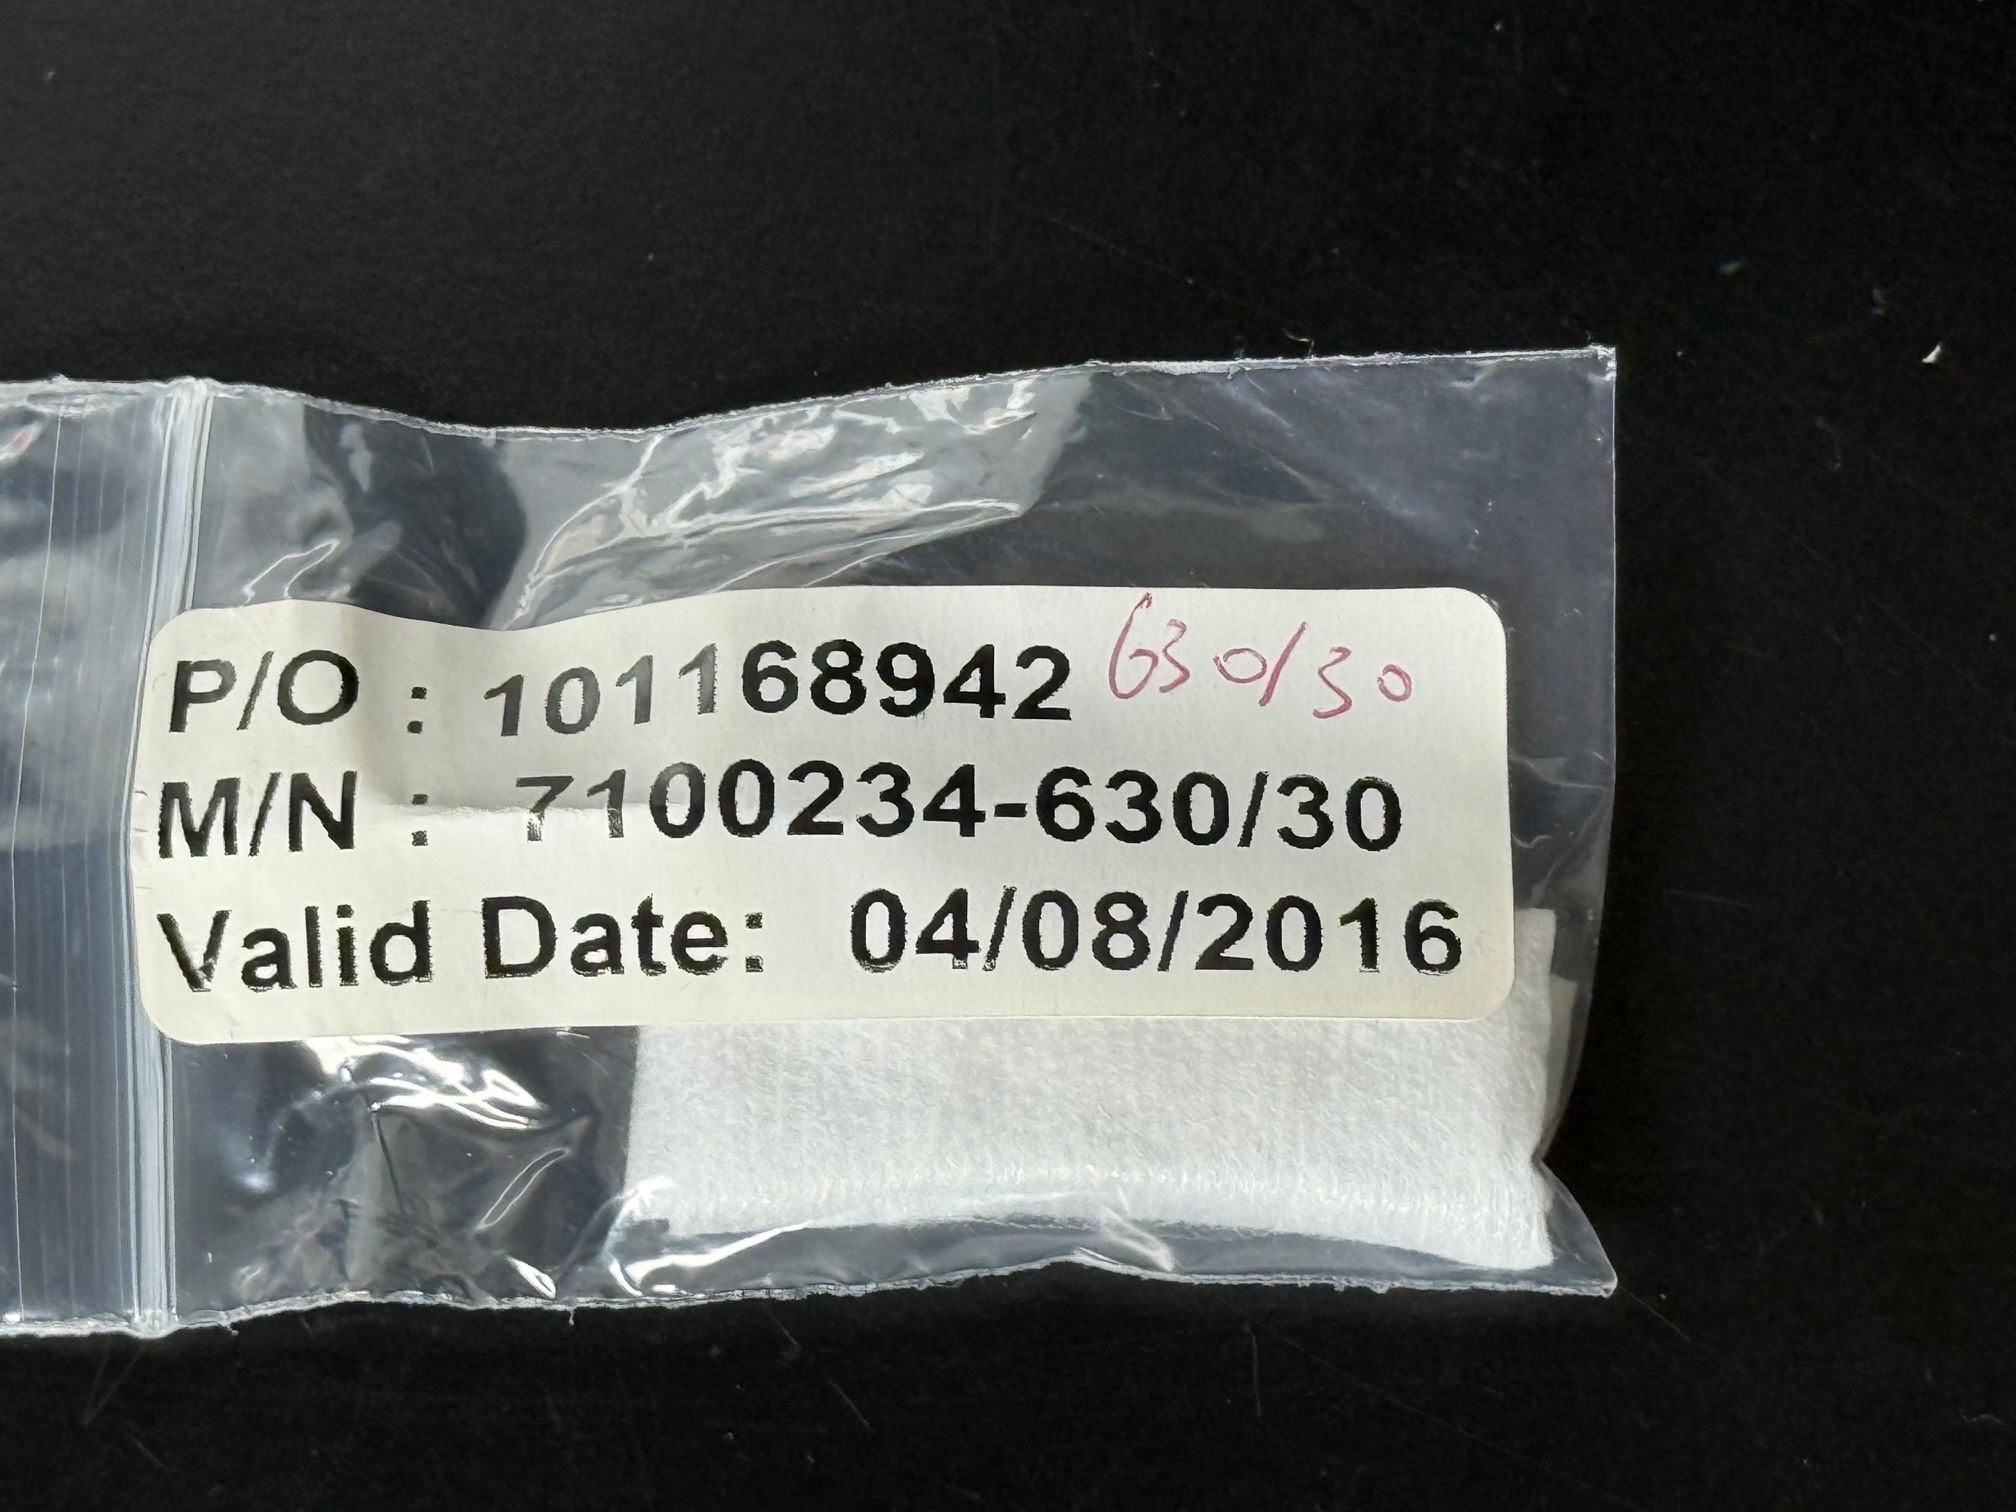 P/O : 101168942 630/30
M/N : 7100234-630/30
Valid Date: 04/08/2016